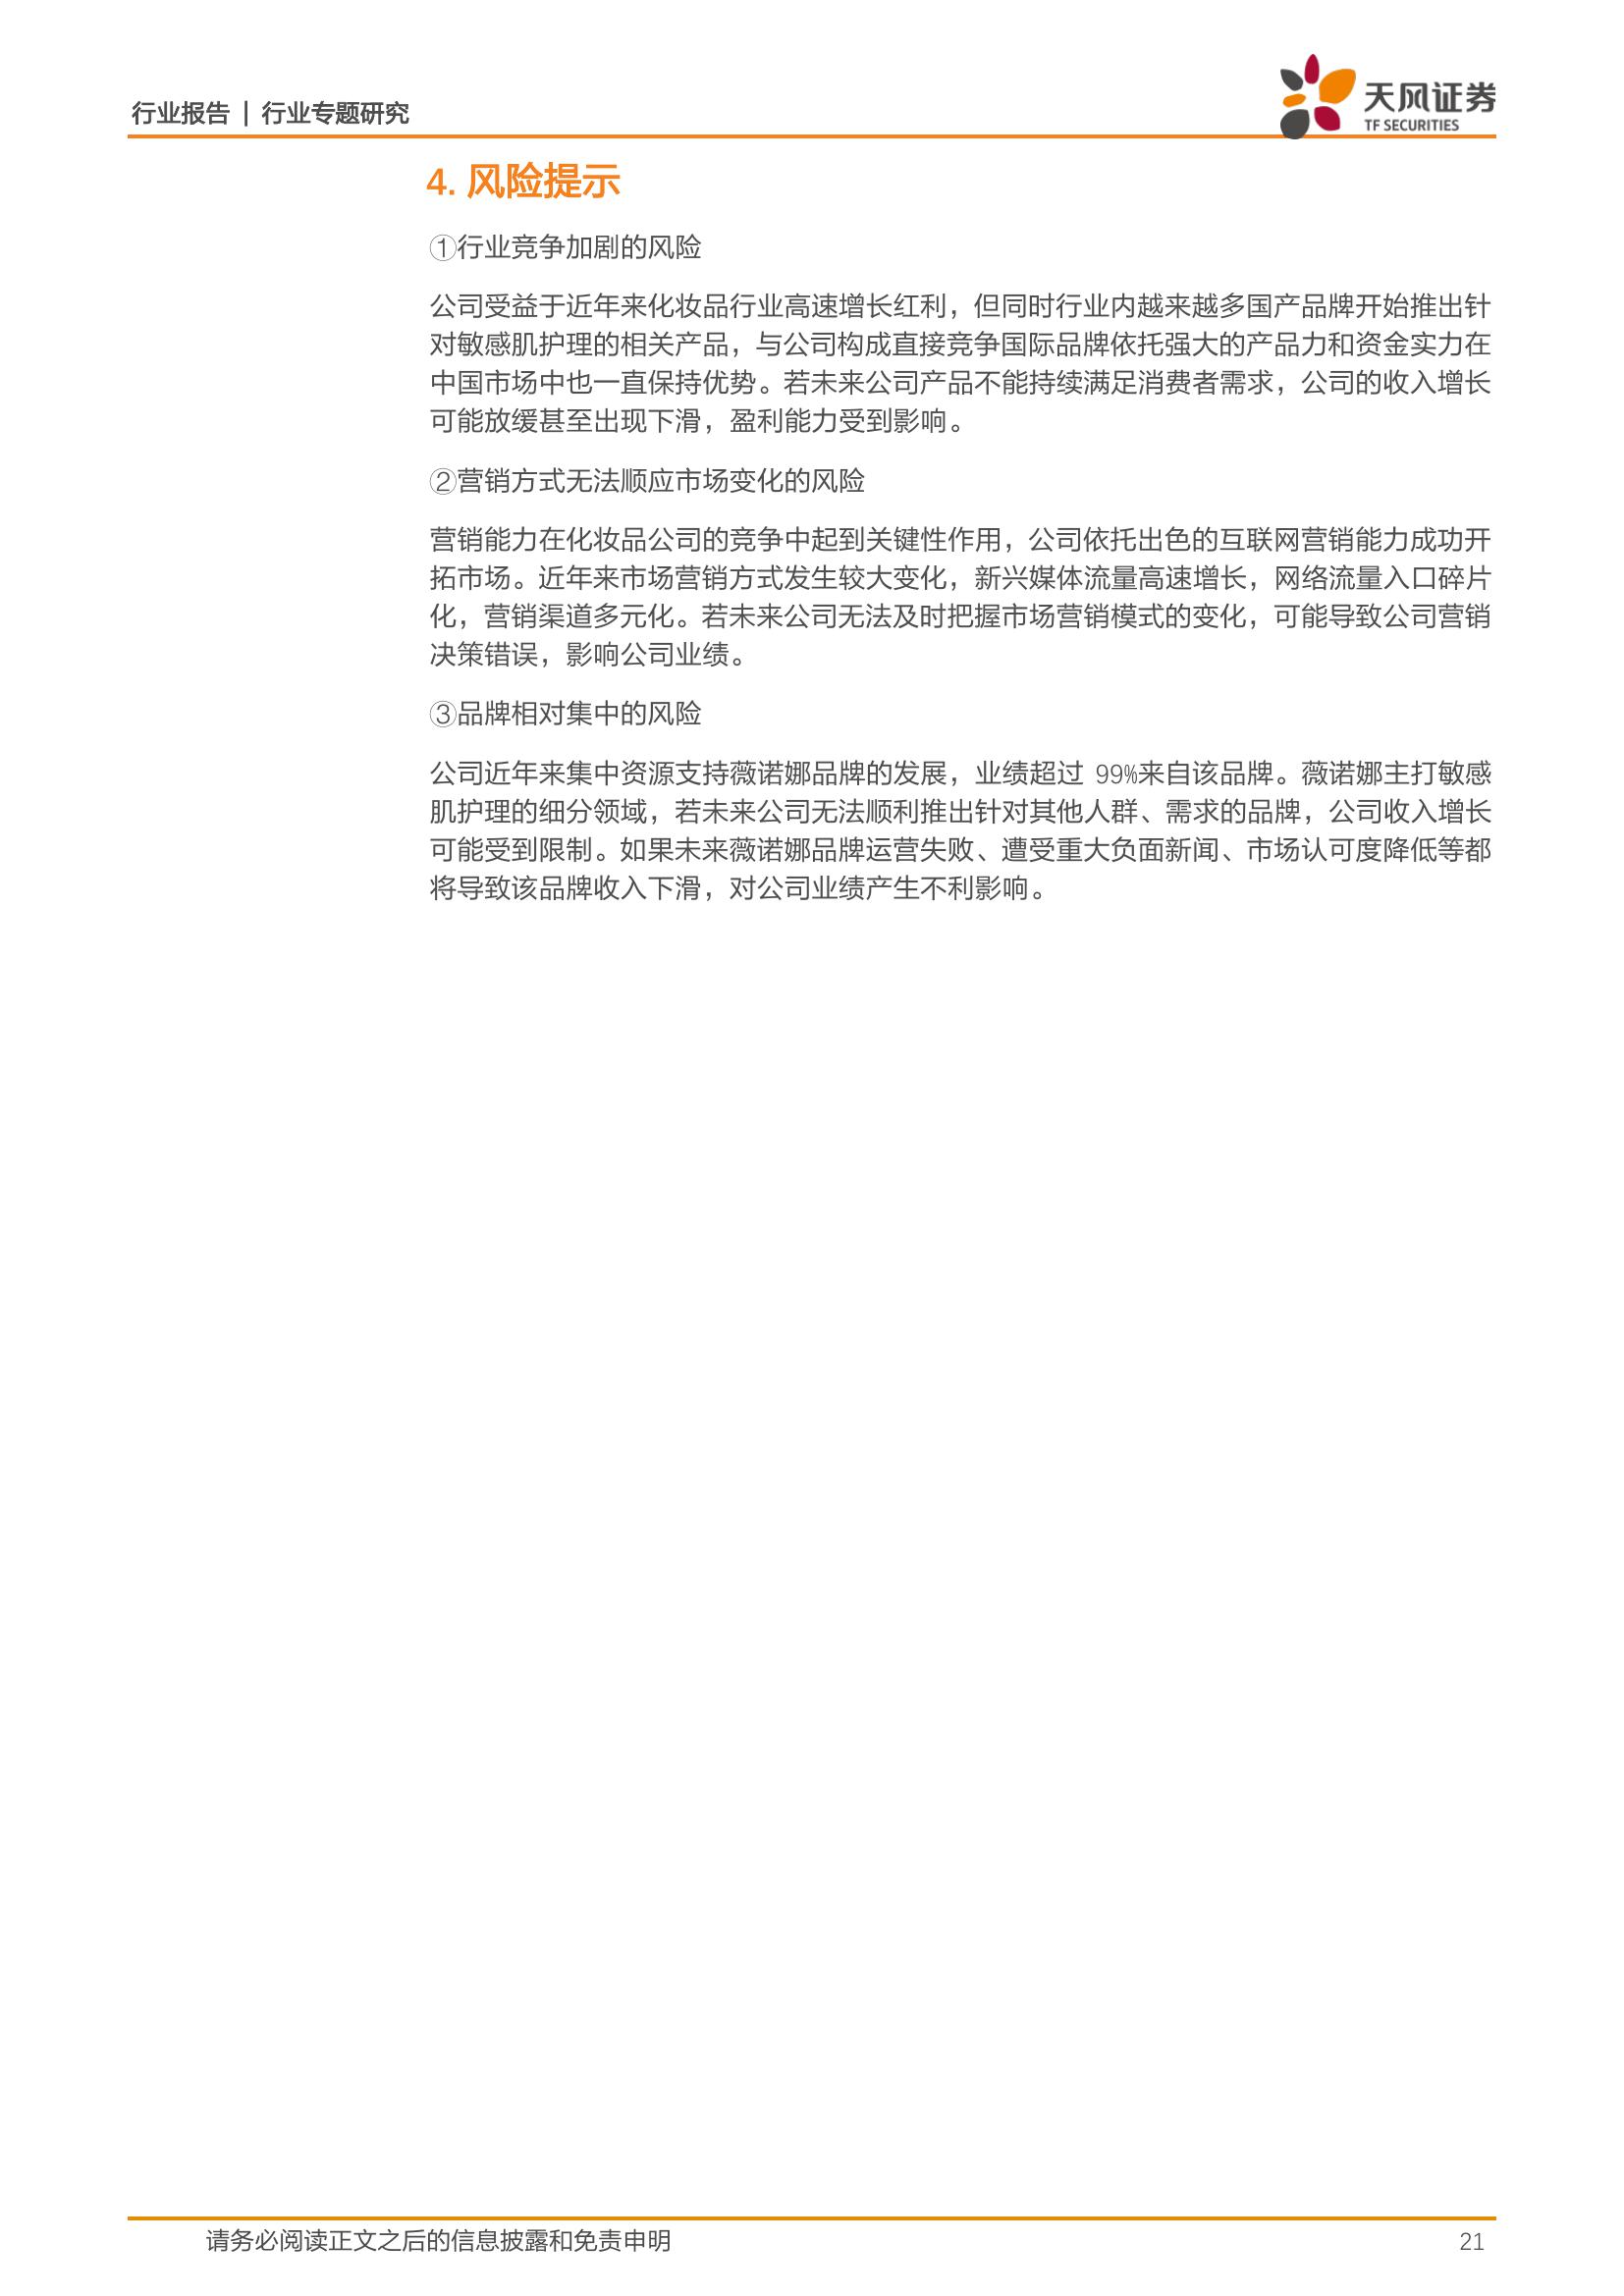 行业报告 | 行业专题研究
天风证券
TF SECURITIES
4. 风险提示
①行业竞争加剧的风险
公司受益于近年来化妆品行业高速增长红利，但同时行业内越来越多国产品牌开始推出针
对敏感肌护理的相关产品，与公司构成直接竞争国际品牌依托强大的产品力和资金实力在
中国市场中也一直保持优势。若未来公司产品不能持续满足消费者需求，公司的收入增长
可能放缓甚至出现下滑，盈利能力受到影响。
②营销方式无法顺应市场变化的风险
营销能力在化妆品公司的竞争中起到关键性作用，公司依托出色的互联网营销能力成功开
拓市场。近年来市场营销方式发生较大变化，新兴媒体流量高速增长，网络流量入口碎片
化，营销渠道多元化。若未来公司无法及时把握市场营销模式的变化，可能导致公司营销
决策错误，影响公司业绩。
③品牌相对集中的风险
公司近年来集中资源支持薇诺娜品牌的发展，业绩超过 99%来自该品牌。薇诺娜主打敏感
肌护理的细分领域，若未来公司无法顺利推出针对其他人群、需求的品牌，公司收入增长
可能受到限制。如果未来薇诺娜品牌运营失败、遭受重大负面新闻、市场认可度降低等都
将导致该品牌收入下滑，对公司业绩产生不利影响。
请务必阅读正文之后的信息披露和免责申明
21